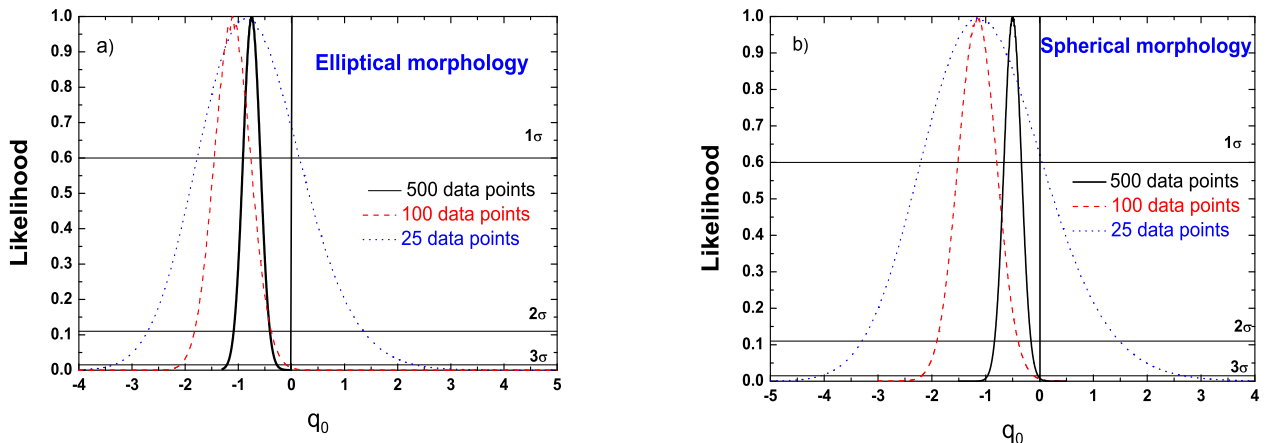 a)
Elliptical morphology
1σ
500 data points
100 data points
25 data points
2σ
3σ
Likelihood
1.0
0.9
0.8
0.7
0.6
0.5
0.4
0.3
0.2
0.1
0.0
-4 -3 -2 -1 0 1 2 3 4 5
q0
b)
Spherical morphology
1σ
500 data points
100 data points
25 data points
2σ
3σ
Likelihood
1.0
0.9
0.8
0.7
0.6
0.5
0.4
0.3
0.2
0.1
0.0
-5 -4 -3 -2 -1 0 1 2 3 4
q0